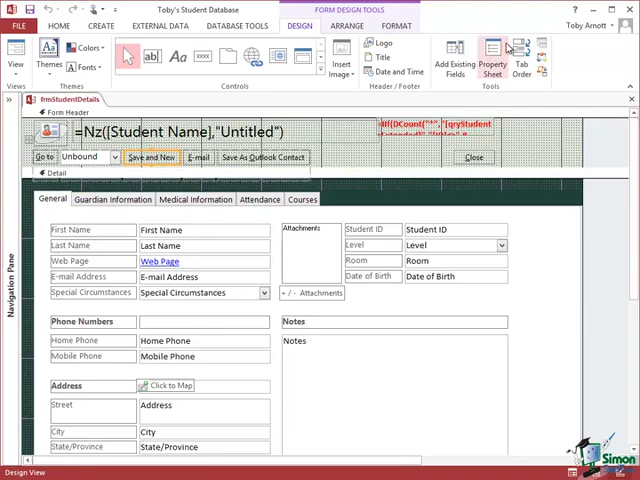 Toby's Student Database
FORM DESIGN TOOLS
FILE HOME CREATE EXTERNAL DATA DATABASE TOOLS DESIGN ARRANGE FORMAT
Toby Arnott
View
Views
Themes
Aa Colors
A Fonts
Themes
ab|
Aa
XYZ
Controls
Insert
Image
Logo
Title
Date and Time
Header / Footer
Add Existing
Fields
Property
Sheet
Tab
Order
Tools
frmStudentDetails
Form Header
=Nz([Student Name],"Untitled")
=IIf(DCount("*", "[qryStudent
Go to Unbound Save and New E-mail Save As Outlook Contact Close
Detail
General Guardian Information Medical Information Attendance Courses
First Name First Name
Last Name Last Name
Web Page Web Page
E-mail Address E-mail Address
Special Circumstances Special Circumstances
Attachments
+ / - Attachments
Student ID Student ID
Level Level
Room Room
Date of Birth Date of Birth
Phone Numbers
Home Phone Home Phone
Mobile Phone Mobile Phone
Notes
Notes
Address Click to Map
Street Address
City City
State/Province State/Province
Navigation Pane
Design View
Simon